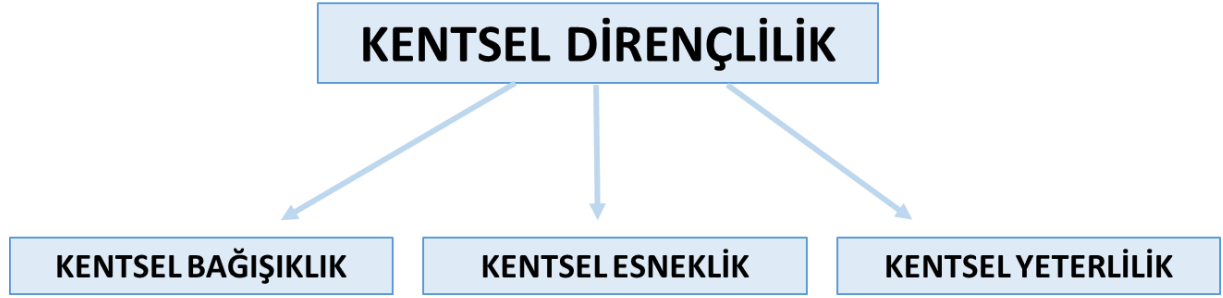 KENTSEL DİRENÇLİLİK
KENTSEL BAĞIŞIKLIK
KENTSEL ESNEKLİK
KENTSEL YETERLİLİK